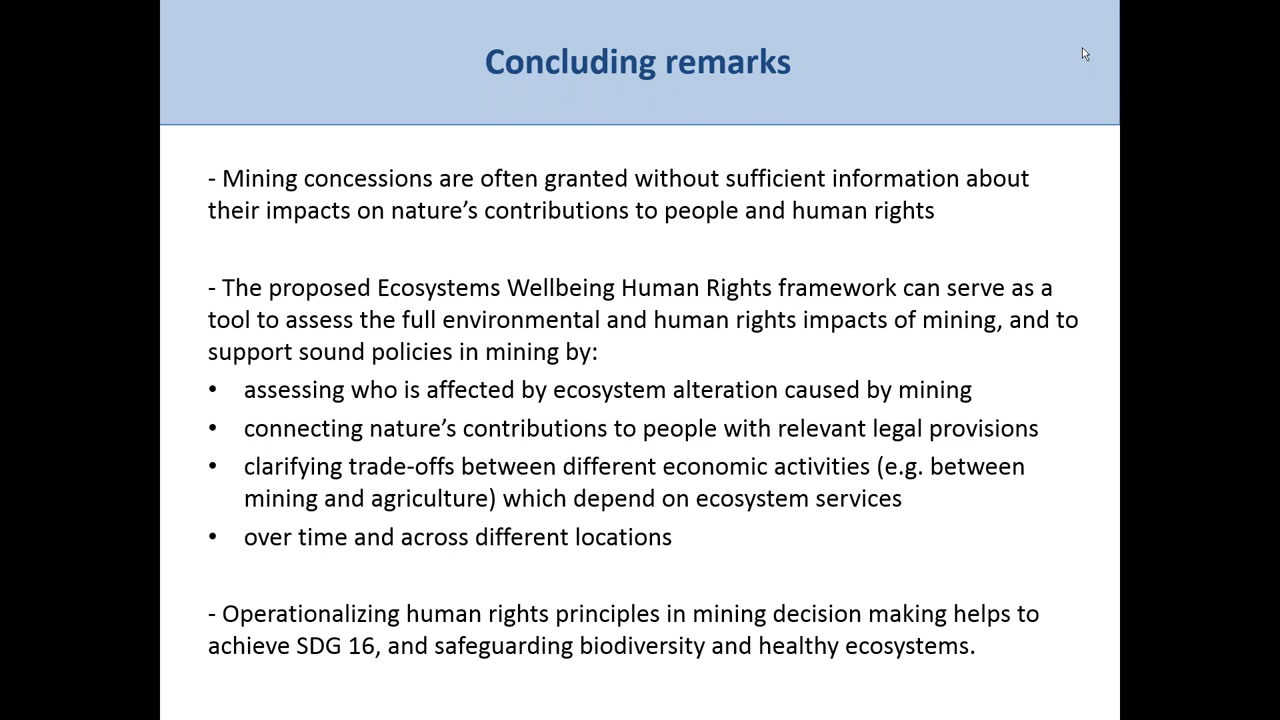 Concluding remarks
- Mining concessions are often granted without sufficient information about
their impacts on nature’s contributions to people and human rights
- The proposed Ecosystems Wellbeing Human Rights framework can serve as a
tool to assess the full environmental and human rights impacts of mining, and to
support sound policies in mining by:
• assessing who is affected by ecosystem alteration caused by mining
• connecting nature’s contributions to people with relevant legal provisions
• clarifying trade-offs between different economic activities (e.g. between
mining and agriculture) which depend on ecosystem services
• over time and across different locations
- Operationalizing human rights principles in mining decision making helps to
achieve SDG 16, and safeguarding biodiversity and healthy ecosystems.